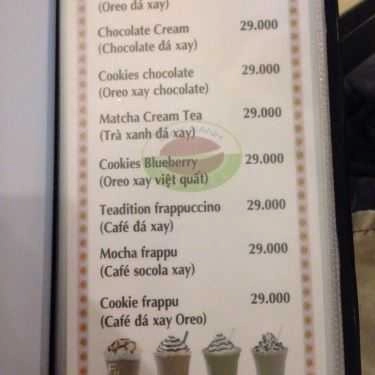 (Oreo đá xay)
Chocolate Cream 29.000
(Chocolate đá xay)
Cookies chocolate 29.000
(Oreo xay chocolate)
Matcha Cream Tea 29.000
(Trà xanh đá xay)
Cookies Blueberry 29.000
(Oreo xay việt quất)
Teadition frappuccino 29.000
(Café đá xay)
Mocha frappu 29.000
(Café socola xay)
Cookie frappu 29.000
(Café đá xay Oreo)